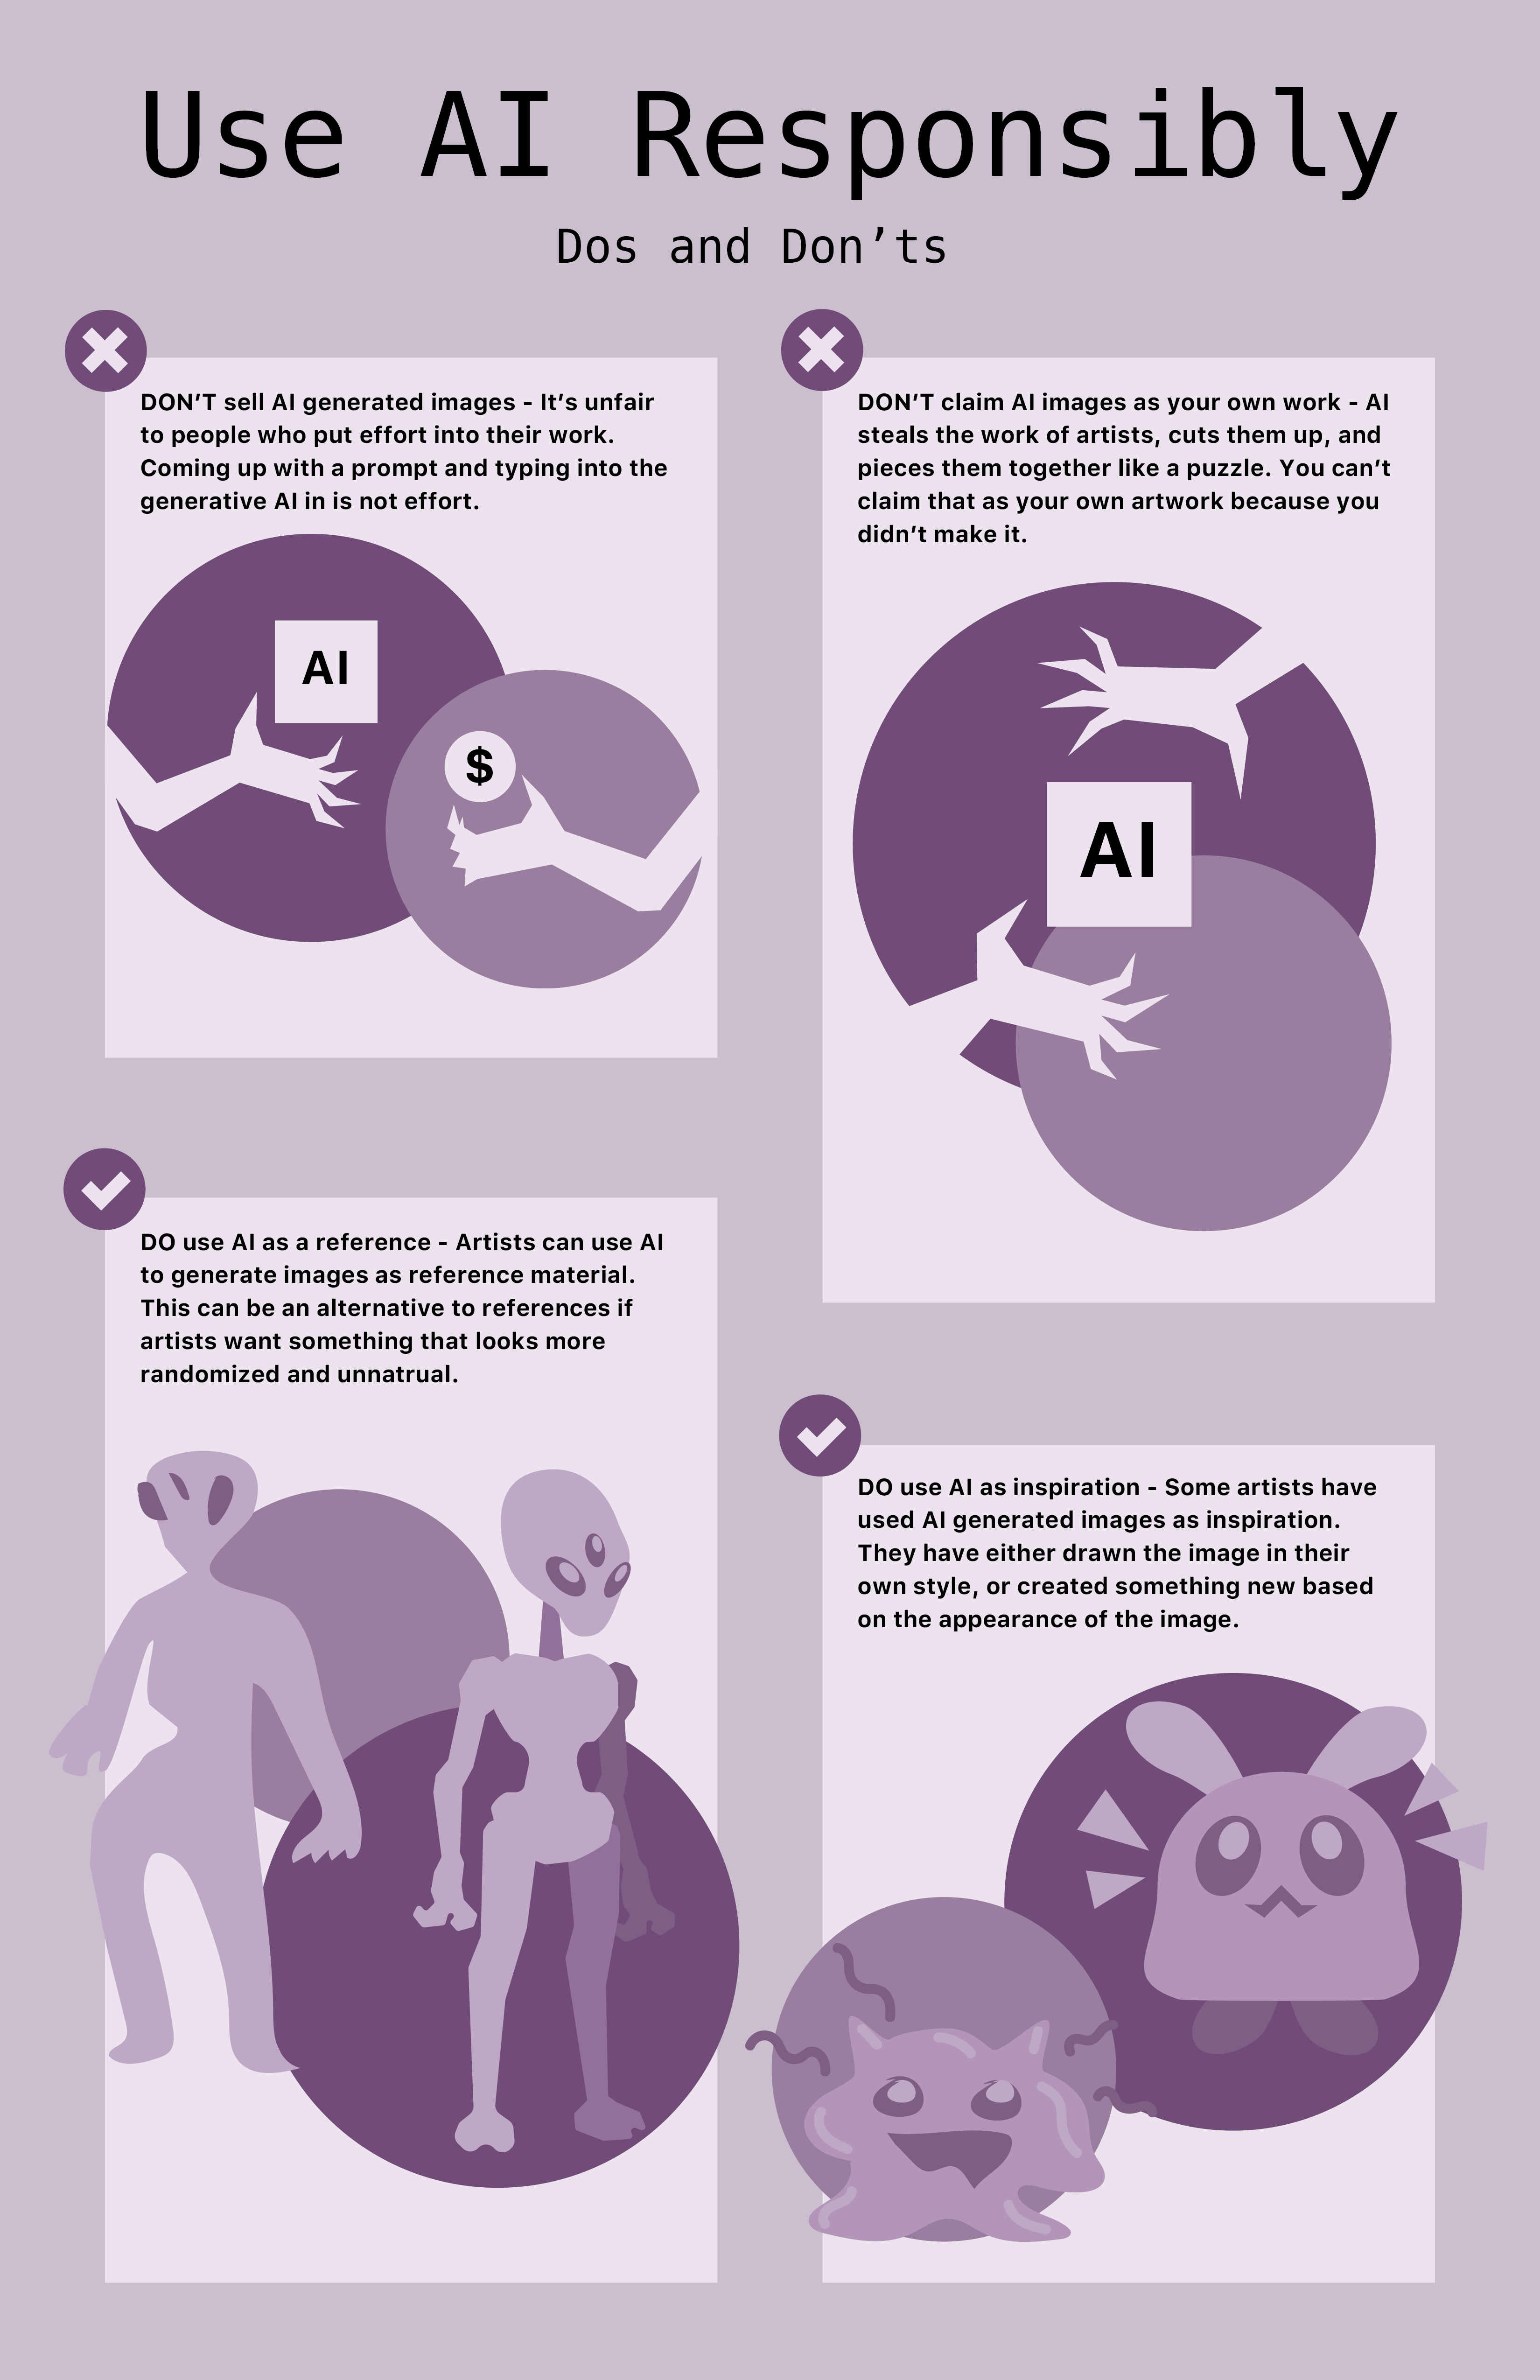 Use AI Responsibly
Dos and Don’ts
DON’T sell AI generated images - It’s unfair
to people who put effort into their work.
Coming up with a prompt and typing into the
generative AI in is not effort.
AI
$
DON’T claim AI images as your own work - AI
steals the work of artists, cuts them up, and
pieces them together like a puzzle. You can’t
claim that as your own artwork because you
didn’t make it.
AI
DO use AI as a reference - Artists can use AI
to generate images as reference material.
This can be an alternative to references if
artists want something that looks more
randomized and unnatrual.
DO use AI as inspiration - Some artists have
used AI generated images as inspiration.
They have either drawn the image in their
own style, or created something new based
on the appearance of the image.